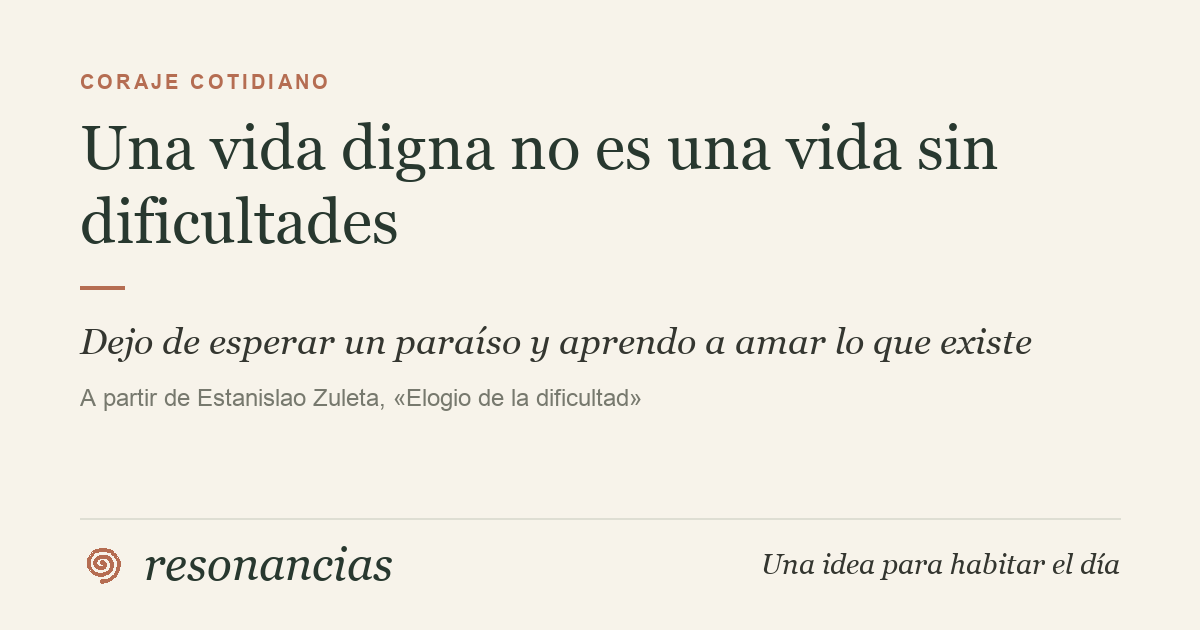 CORAJE COTIDIANO
Una vida digna no es una vida sin
dificultades
Dejo de esperar un paraíso y aprendo a amar lo que existe
A partir de Estanislao Zuleta, «Elogio de la dificultad»
resonancias
Una idea para habitar el día